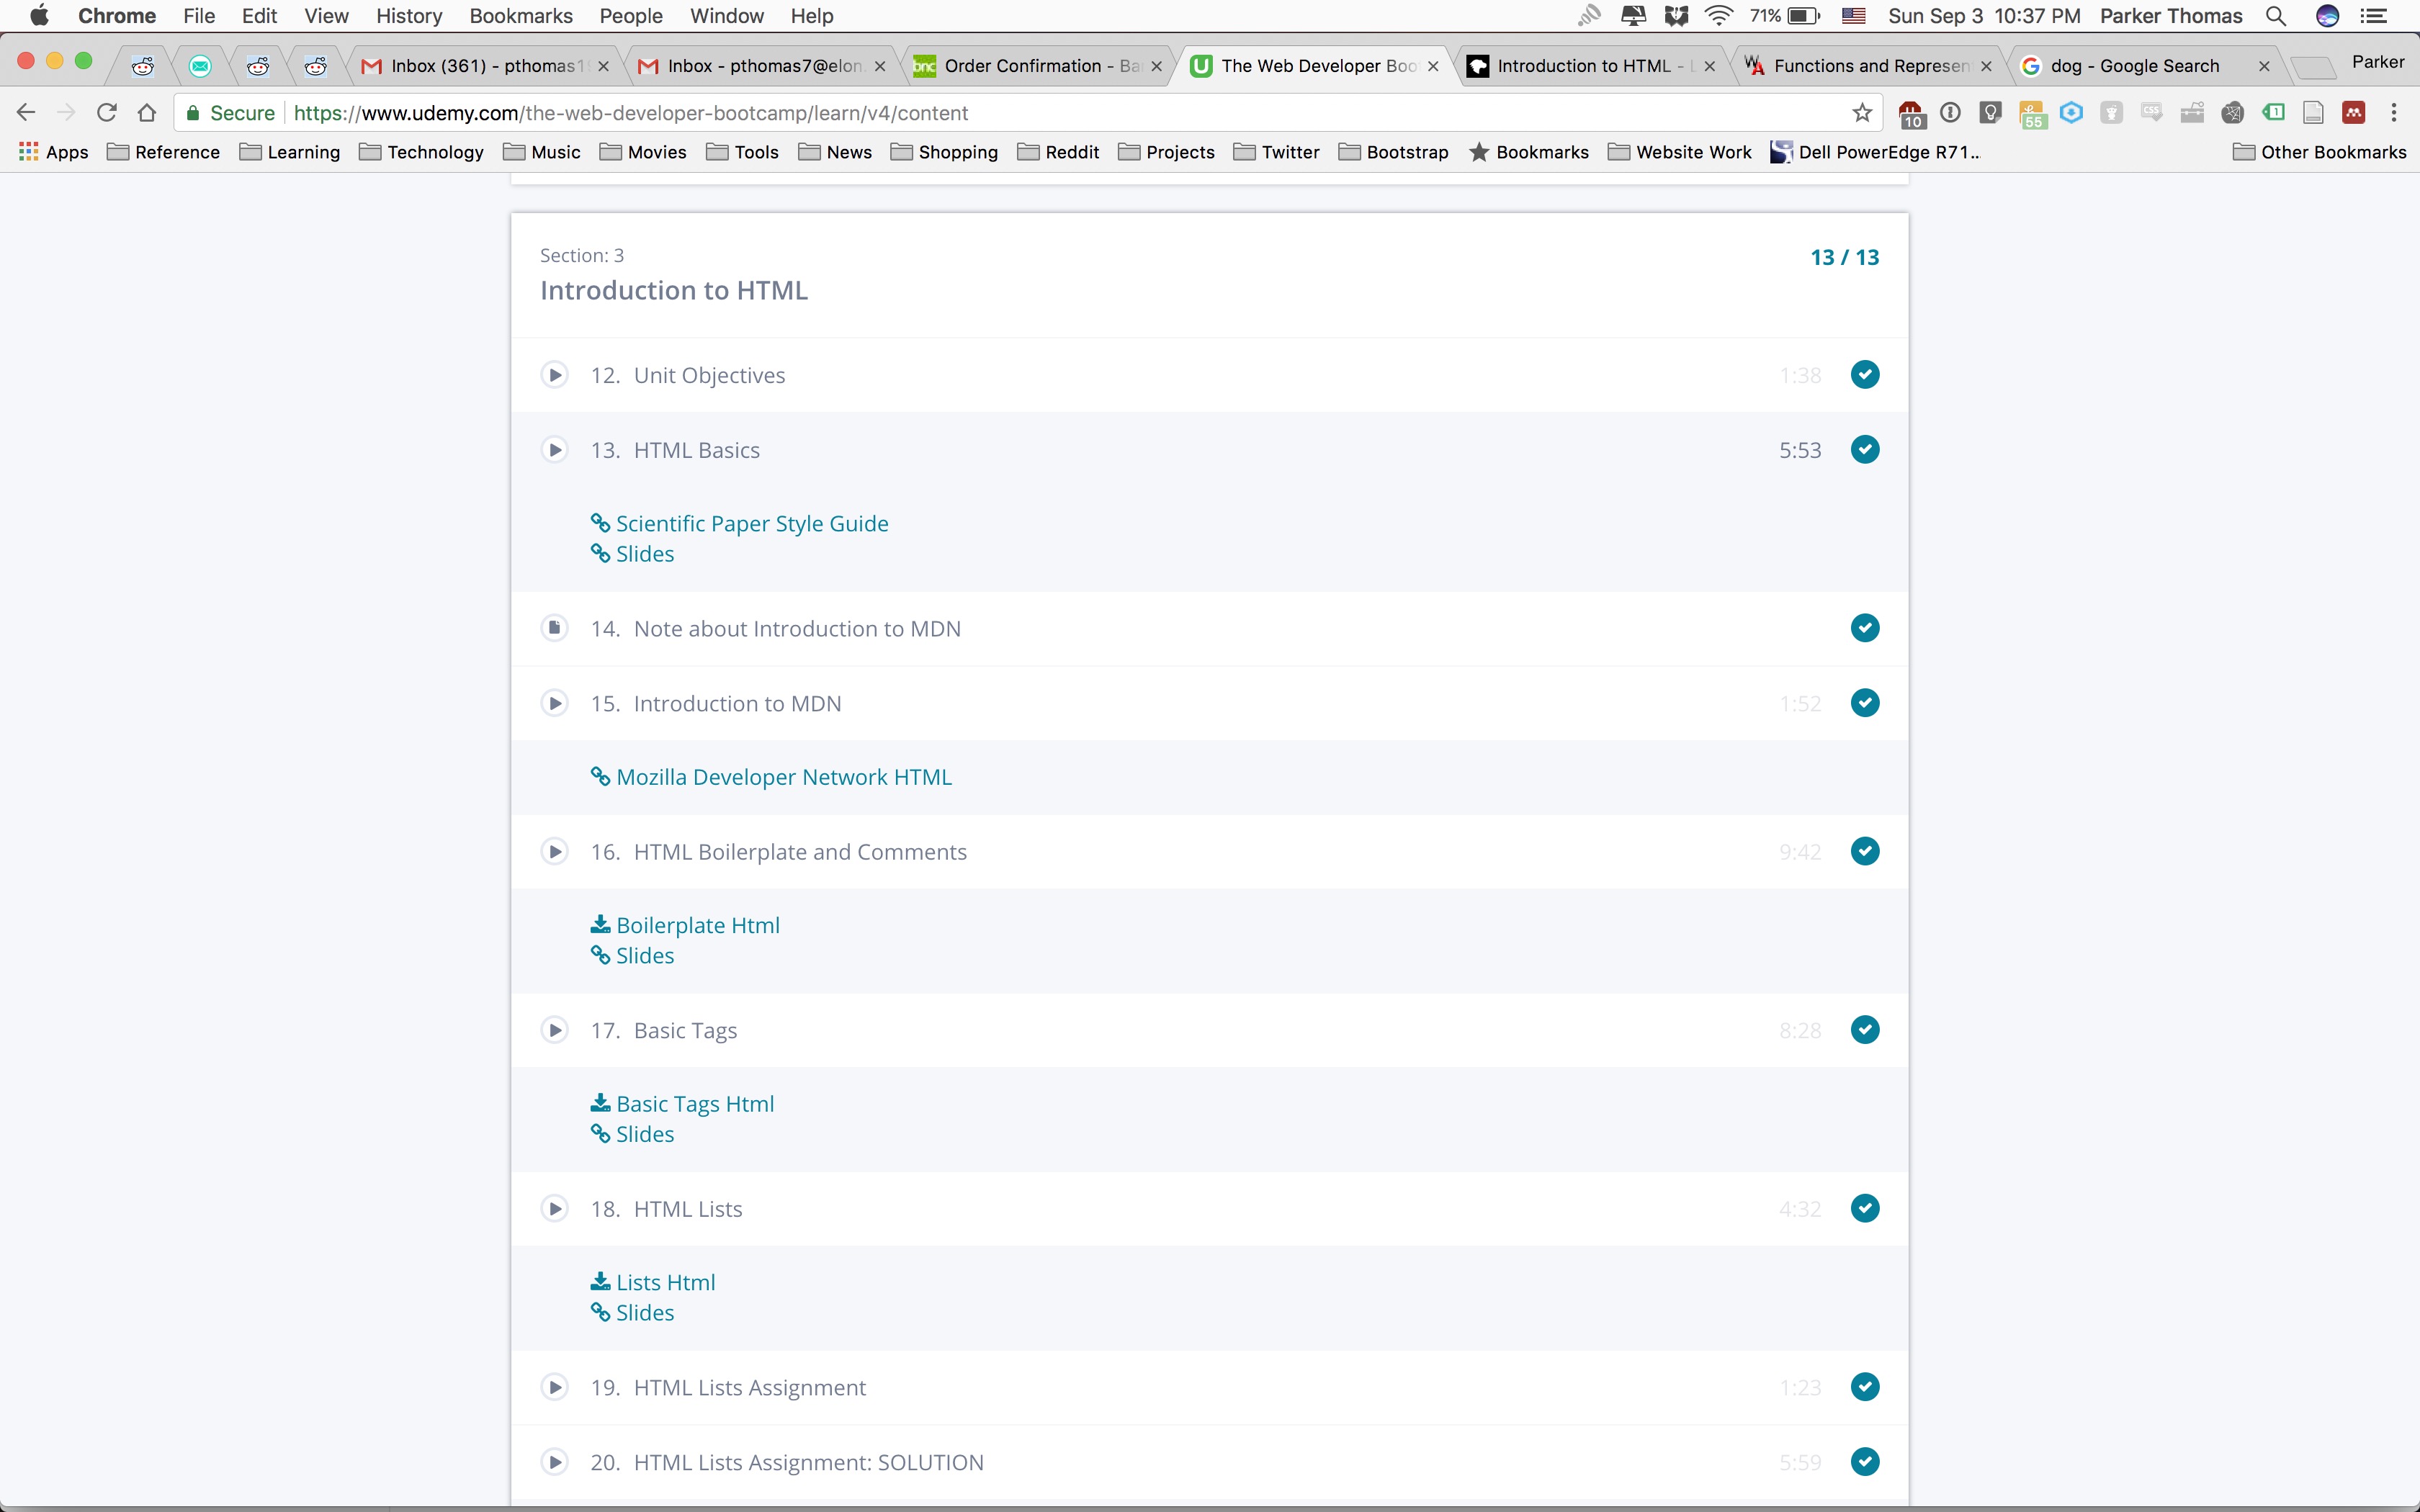 Chrome File Edit View History Bookmarks People Window Help 71% Sun Sep 3 10:37 PM Parker Thomas
Inbox (361) - pthomas1 Inbox - pthomas7@elon. Order Confirmation - Ba The Web Developer Boo Introduction to HTML - L Functions and Represen dog - Google Search Parker
Secure https://www.udemy.com/the-web-developer-bootcamp/learn/v4/content 10 55 CSS 1
Apps Reference Learning Technology Music Movies Tools News Shopping Reddit Projects Twitter Bootstrap Bookmarks Website Work Dell PowerEdge R71... Other Bookmarks
Section: 3 13 / 13
Introduction to HTML
12. Unit Objectives 1:38
13. HTML Basics 5:53
Scientific Paper Style Guide
Slides
14. Note about Introduction to MDN
15. Introduction to MDN 1:52
Mozilla Developer Network HTML
16. HTML Boilerplate and Comments 9:42
Boilerplate Html
Slides
17. Basic Tags 8:28
Basic Tags Html
Slides
18. HTML Lists 4:32
Lists Html
Slides
19. HTML Lists Assignment 1:23
20. HTML Lists Assignment: SOLUTION 5:59